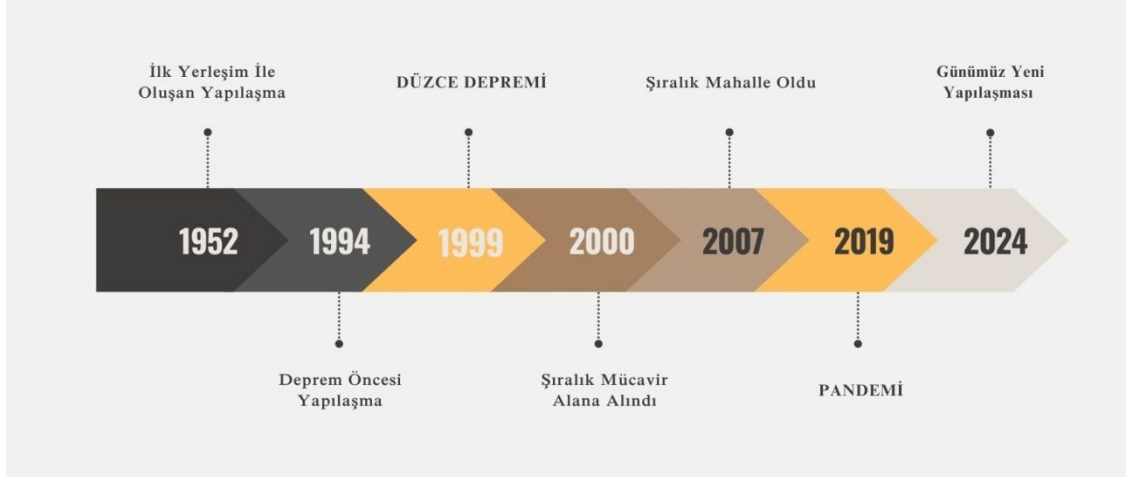 İlk Yerleşim İle
Oluşan Yapılaşma
DÜZCE DEPREMİ
Şıralık Mahalle Oldu
Günümüz Yeni
Yapılaşması
1952
1994
1999
2000
2007
2019
2024
Deprem Öncesi
Yapılaşma
Şıralık Mücavir
Alana Alındı
PANDEMİ